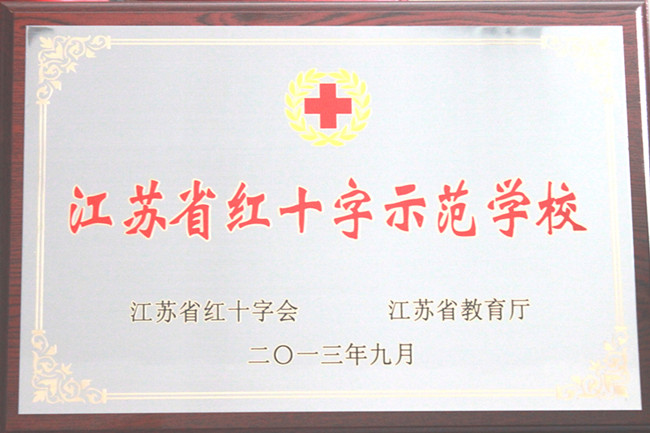 江苏省红十字示范学校
江苏省红十字会 江苏省教育厅
二〇一三年九月